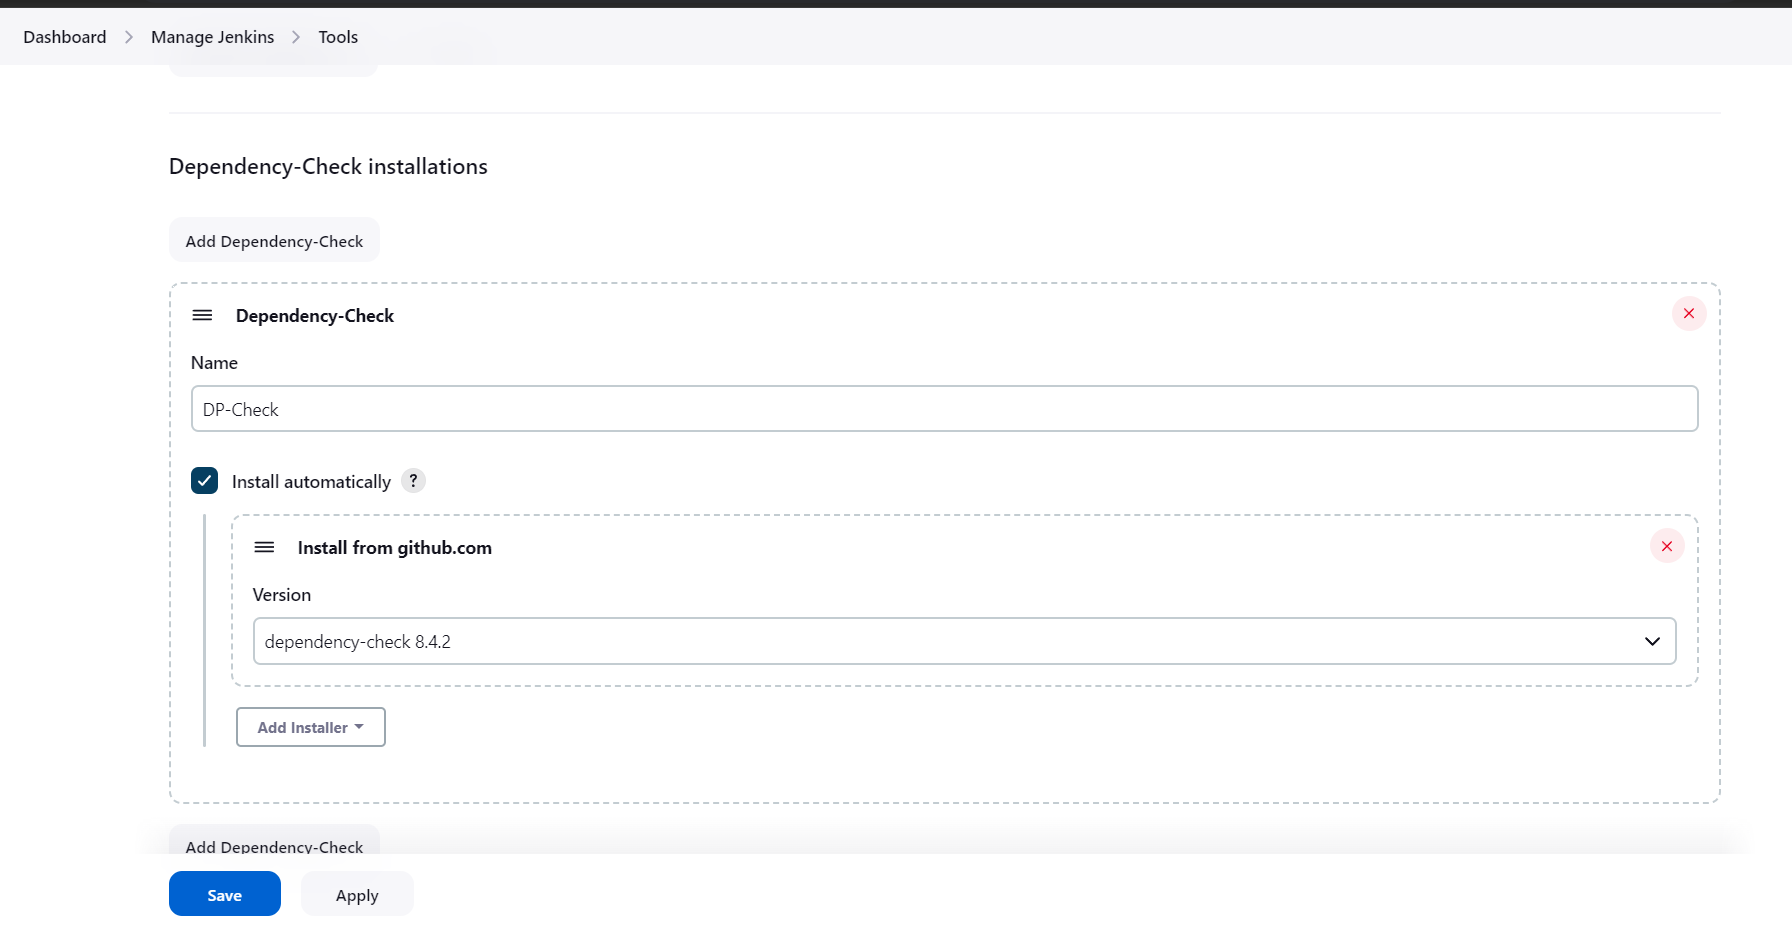 Dashboard > Manage Jenkins > Tools
Dependency-Check installations
Add Dependency-Check
Dependency-Check
Name
DP-Check
Install automatically ?
Install from github.com
Version
dependency-check 8.4.2
Add Installer
Add Dependency-Check
Save Apply